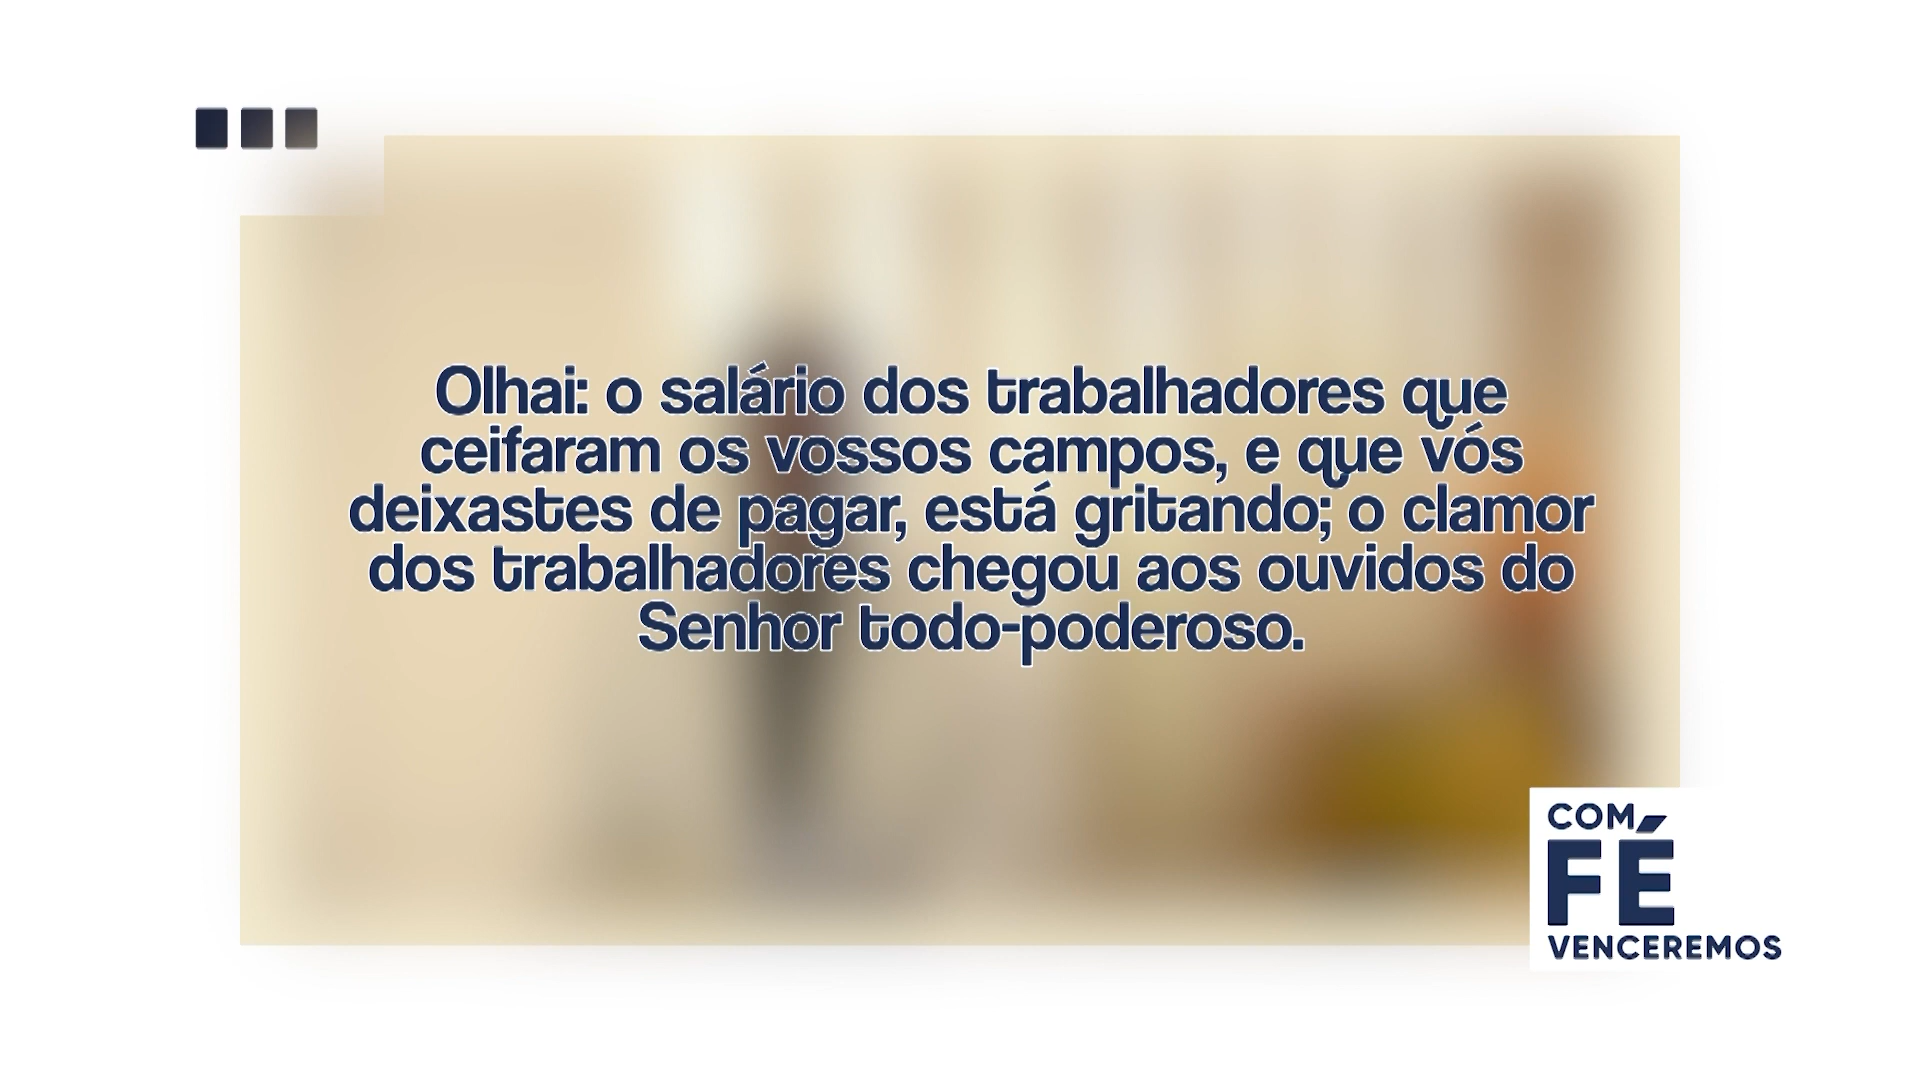 Olhai: o salário dos trabalhadores que
ceifaram os vossos campos, e que vós
deixastes de pagar, está gritando; o clamor
dos trabalhadores chegou aos ouvidos do
Senhor todo-poderoso.
COM
FÉ
VENCEREMOS